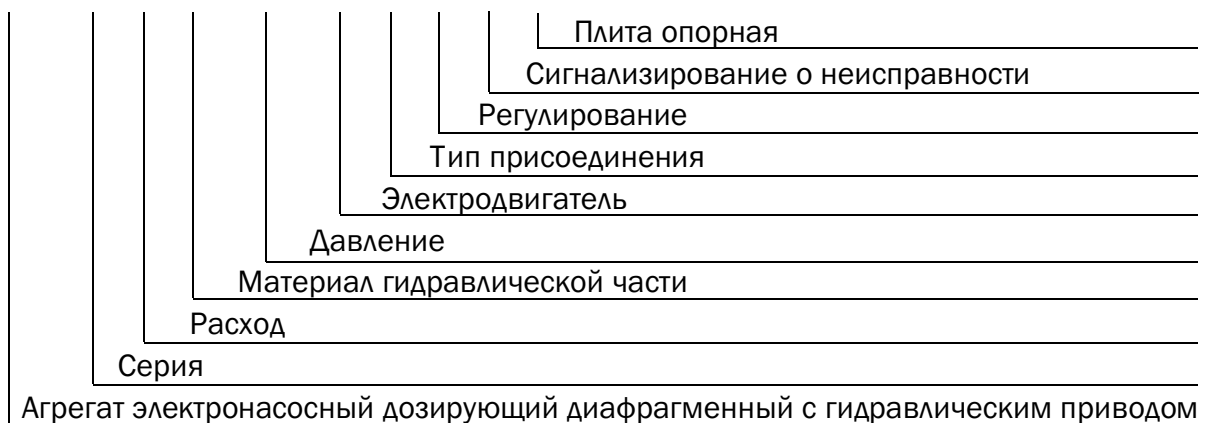 Плита опорная
Сигнализирование о неисправности
Регулирование
Тип присоединения
Электродвигатель
Давление
Материал гидравлической части
Расход
Серия
Агрегат электронасосный дозирующий диафрагменный с гидравлическим приводом